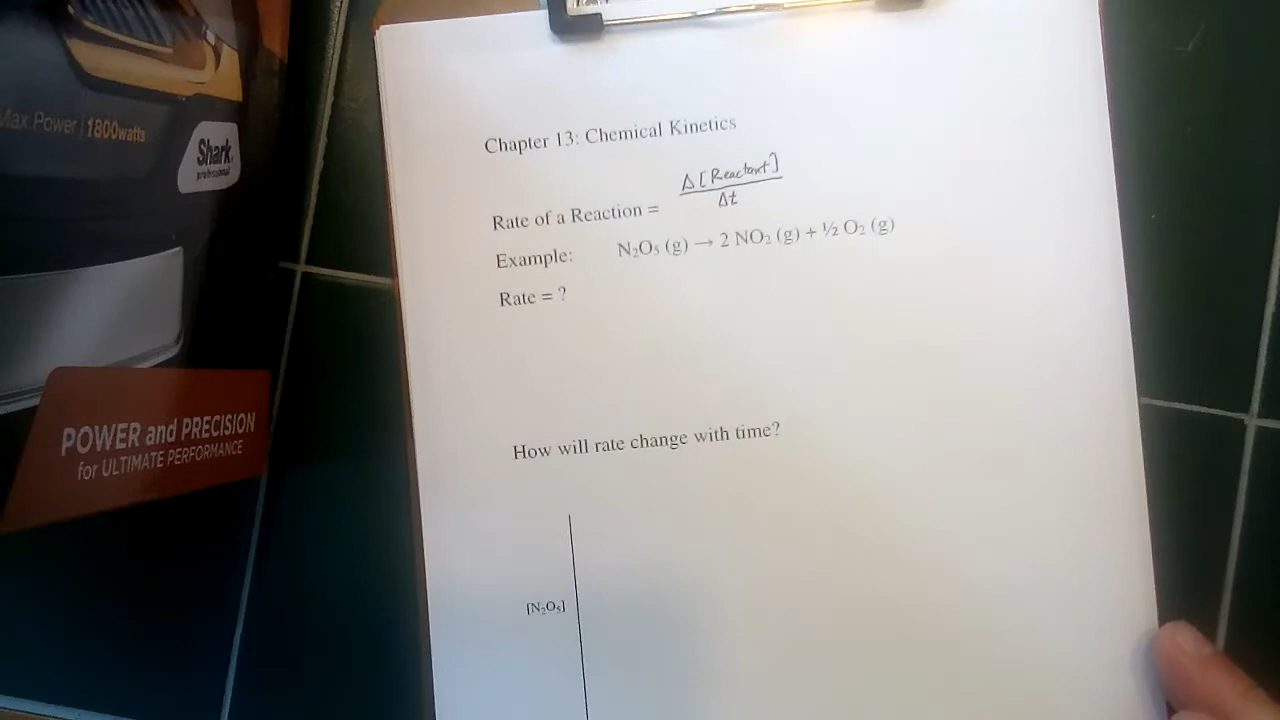 Max Power | 1800watts
Shark
professional
POWER and PRECISION
for ULTIMATE PERFORMANCE
Chapter 13: Chemical Kinetics
Rate of a Reaction = Δ[Reactant] / Δt
Example: N₂O₅ (g) → 2 NO₂ (g) + ½ O₂ (g)
Rate = ?
How will rate change with time?
[N₂O₅]